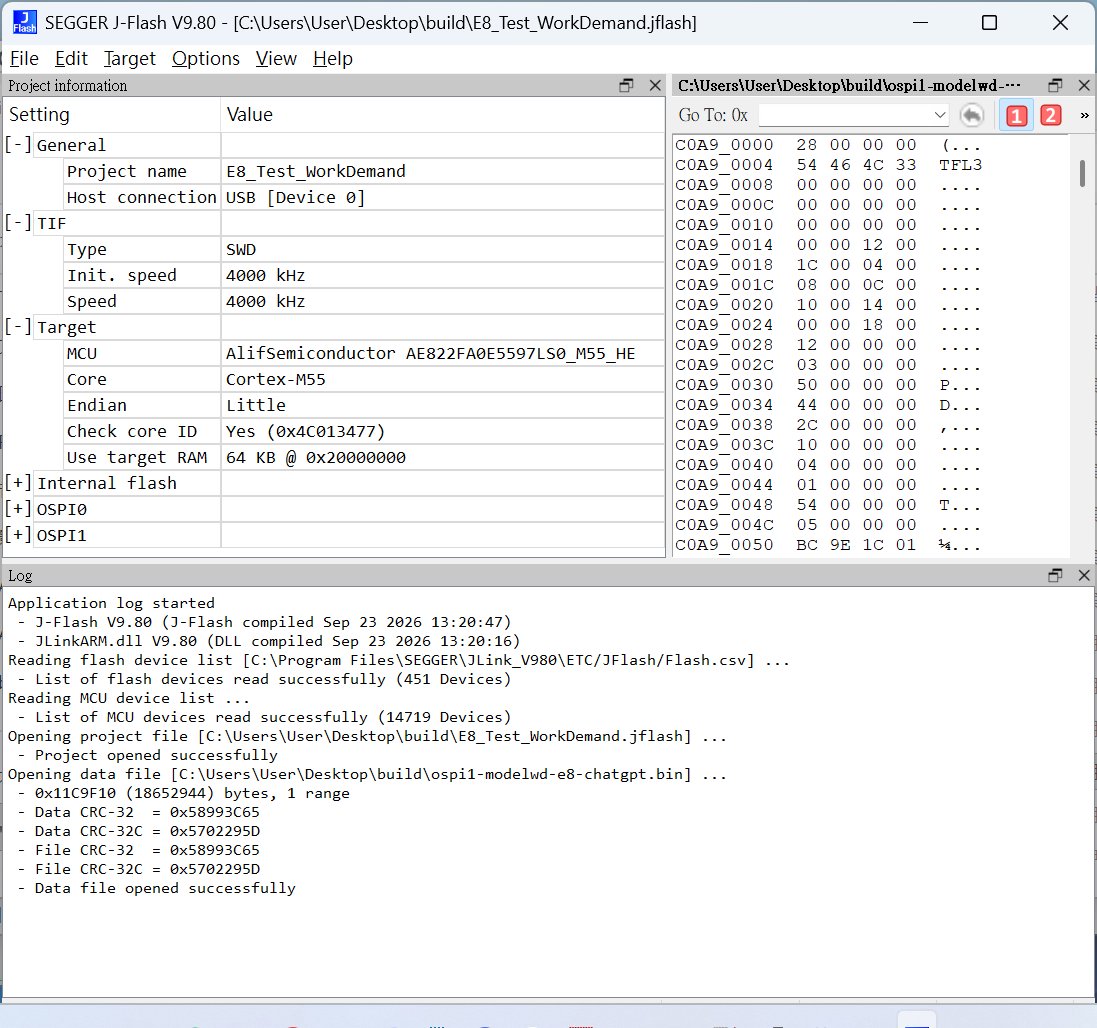 SEGGER J-Flash V9.80 - [C:\Users\User\Desktop\build\E8_Test_WorkDemand.jflash]
File Edit Target Options View Help
Project information
Setting Value
[-] General
Project name E8_Test_WorkDemand
Host connection USB [Device 0]
[-] TIF
Type SWD
Init. speed 4000 kHz
Speed 4000 kHz
[-] Target
MCU AlifSemiconductor AE822FA0E5597LS0_M55_HE
Core Cortex-M55
Endian Little
Check core ID Yes (0x4C013477)
Use target RAM 64 KB @ 0x20000000
[+] Internal flash
[+] OSPI0
[+] OSPI1
C:\Users\User\Desktop\build\ospi1-modelwd-···
Go To: 0x 1 2 »
C0A9_0000 28 00 00 00 (...
C0A9_0004 54 46 4C 33 TFL3
C0A9_0008 00 00 00 00 ....
C0A9_000C 00 00 00 00 ....
C0A9_0010 00 00 00 00 ....
C0A9_0014 00 00 12 00 ....
C0A9_0018 1C 00 04 00 ....
C0A9_001C 08 00 0C 00 ....
C0A9_0020 10 00 14 00 ....
C0A9_0024 00 00 18 00 ....
C0A9_0028 12 00 00 00 ....
C0A9_002C 03 00 00 00 ....
C0A9_0030 50 00 00 00 P...
C0A9_0034 44 00 00 00 D...
C0A9_0038 2C 00 00 00 ,...
C0A9_003C 10 00 00 00 ....
C0A9_0040 04 00 00 00 ....
C0A9_0044 01 00 00 00 ....
C0A9_0048 54 00 00 00 T...
C0A9_004C 05 00 00 00 ....
C0A9_0050 BC 9E 1C 01 ¼...
Log
Application log started
- J-Flash V9.80 (J-Flash compiled Sep 23 2026 13:20:47)
- JLinkARM.dll V9.80 (DLL compiled Sep 23 2026 13:20:16)
Reading flash device list [C:\Program Files\SEGGER\JLink_V980\ETC/JFlash/Flash.csv] ...
- List of flash devices read successfully (451 Devices)
Reading MCU device list ...
- List of MCU devices read successfully (14719 Devices)
Opening project file [C:\Users\User\Desktop\build\E8_Test_WorkDemand.jflash] ...
- Project opened successfully
Opening data file [C:\Users\User\Desktop\build\ospi1-modelwd-e8-chatgpt.bin] ...
- 0x11C9F10 (18652944) bytes, 1 range
- Data CRC-32 = 0x58993C65
- Data CRC-32C = 0x5702295D
- File CRC-32 = 0x58993C65
- File CRC-32C = 0x5702295D
- Data file opened successfully